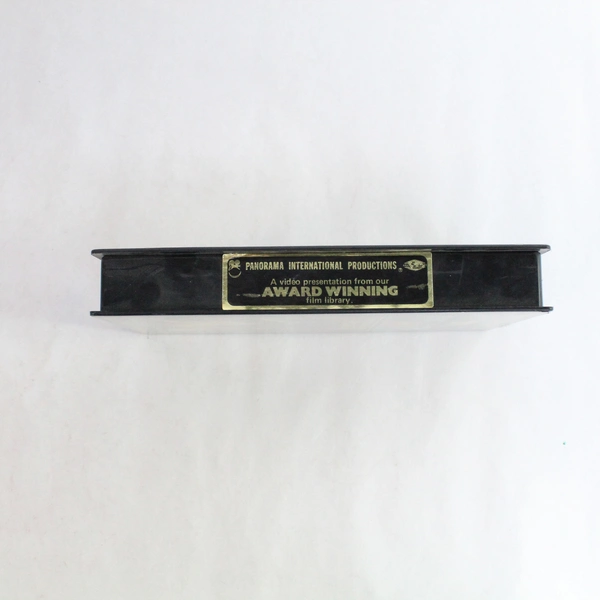 PANORAMA INTERNATIONAL PRODUCTIONS
A video presentation from our
AWARD WINNING
film library.